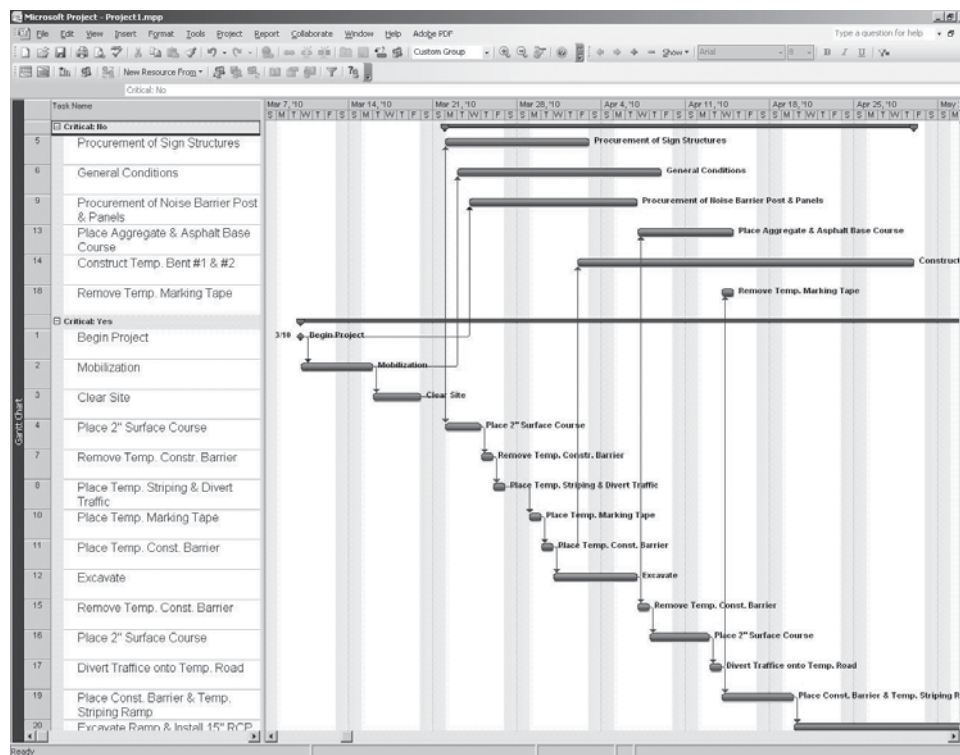 Microsoft Project - Project1.mpp
File Edit View Insert Format Tools Project Report Collaborate Window Help Adobe PDF
Type a question for help
Custom Group Show Arial 8 B I U
New Resource From
Critical: No
Task Name
Mar 7, '10 Mar 14, '10 Mar 21, '10 Mar 28, '10 Apr 4, '10 Apr 11, '10 Apr 18, '10 Apr 25, '10 May
S M T W T F S S M T W T F S S M T W T F S S M T W T F S S M T W T F S S M T W T F S S M T W T F S S M T W T F S S M
Critical: No
5 Procurement of Sign Structures Procurement of Sign Structures
6 General Conditions General Conditions
9 Procurement of Noise Barrier Post Procurement of Noise Barrier Post & Panels
& Panels
13 Place Aggregate & Asphalt Base Place Aggregate & Asphalt Base Course
Course
14 Construct Temp. Bent #1 & #2 Construct
18 Remove Temp. Marking Tape Remove Temp. Marking Tape
Critical: Yes
1 Begin Project 3/10 Begin Project
2 Mobilization Mobilization
3 Clear Site Clear Site
4 Place 2" Surface Course Place 2" Surface Course
7 Remove Temp. Constr. Barrier Remove Temp. Constr. Barrier
8 Place Temp. Striping & Divert Place Temp. Striping & Divert Traffic
Traffic
10 Place Temp. Marking Tape Place Temp. Marking Tape
11 Place Temp. Const. Barrier Place Temp. Const. Barrier
12 Excavate Excavate
15 Remove Temp. Const. Barrier Remove Temp. Const. Barrier
16 Place 2" Surface Course Place 2" Surface Course
17 Divert Traffice onto Temp. Road Divert Traffice onto Temp. Road
19 Place Const. Barrier & Temp. Place Const. Barrier & Temp. Striping R
Striping Ramp
20 Excavate Ramp & Install 15" RCP
Gantt Chart
Ready